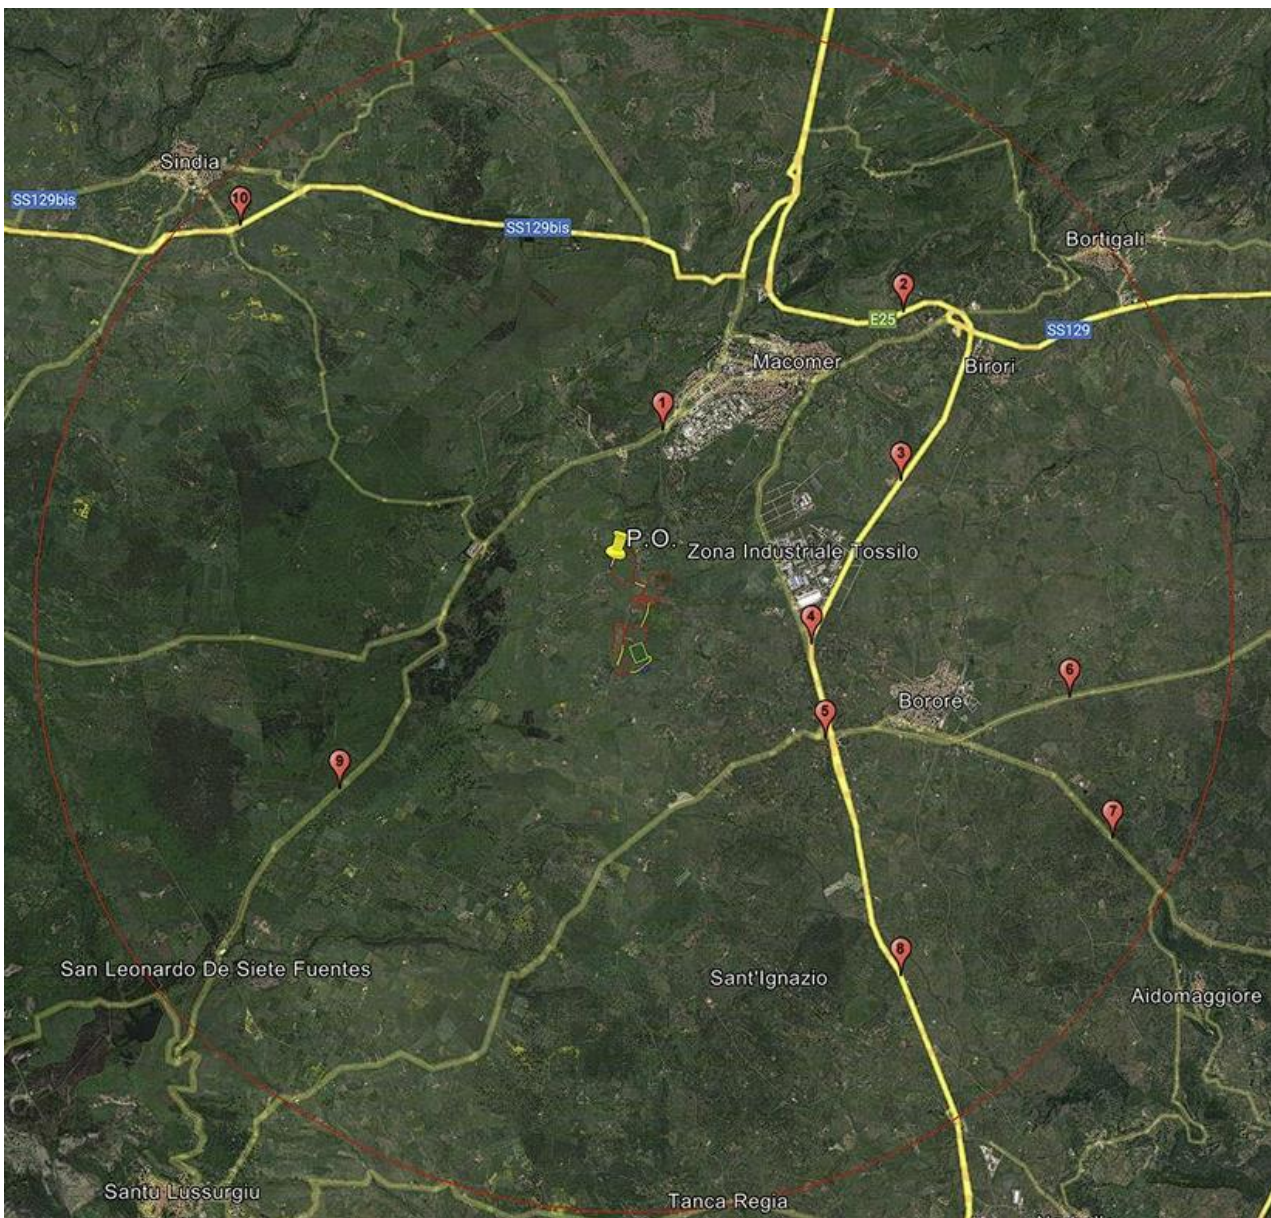 Sindia
SS129bis
10
SS129bis
Bortigali
2
E25
SS129
Macomer
Birori
1
3
P.O.
Zona Industriale Tossilo
4
6
Borore
5
9
7
8
San Leonardo De Siete Fuentes
Sant'Ignazio
Aidomaggiore
Santu Lussurgiu
Tanca Regia